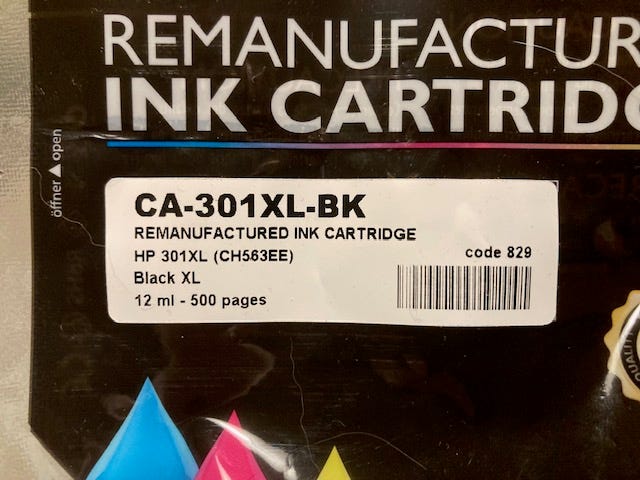 REMANUFACTUR
INK CARTRIDG
öffner ▲ open
CA-301XL-BK
REMANUFACTURED INK CARTRIDGE
HP 301XL (CH563EE)
code 829
Black XL
12 ml - 500 pages
QUALIT